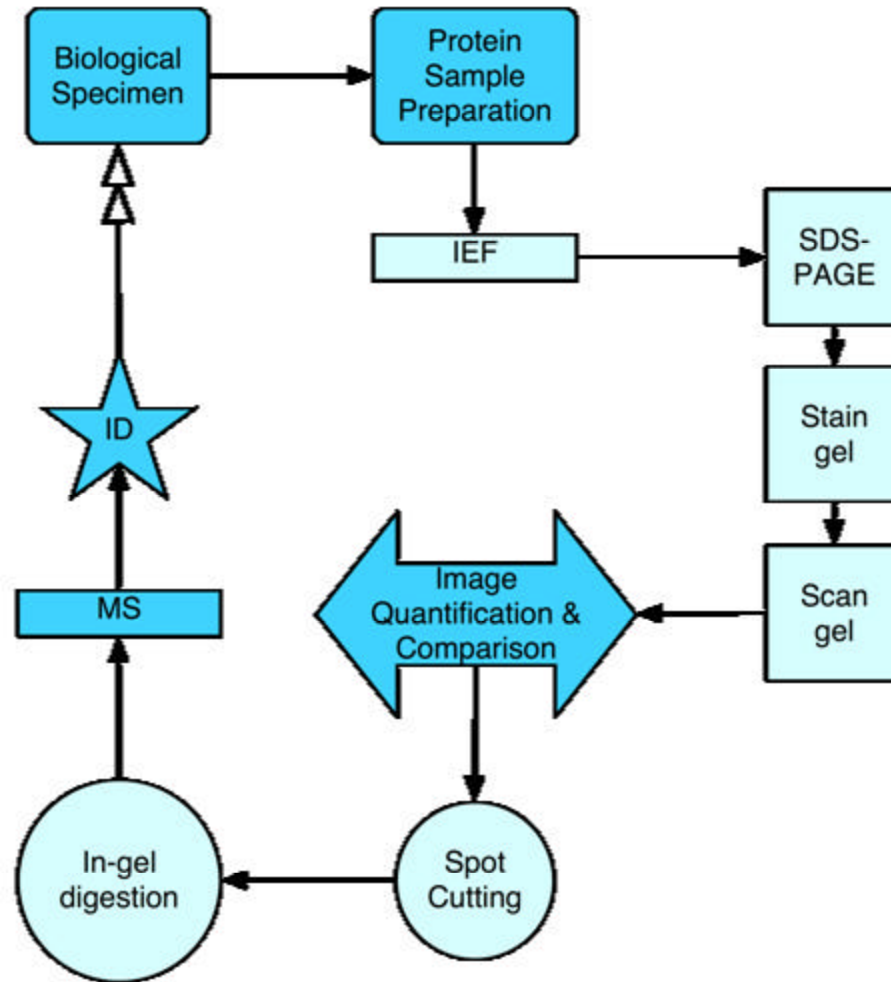 Biological
Specimen
Protein
Sample
Preparation
IEF
SDS-
PAGE
Stain
gel
Scan
gel
Image
Quantification &
Comparison
Spot
Cutting
In-gel
digestion
MS
ID